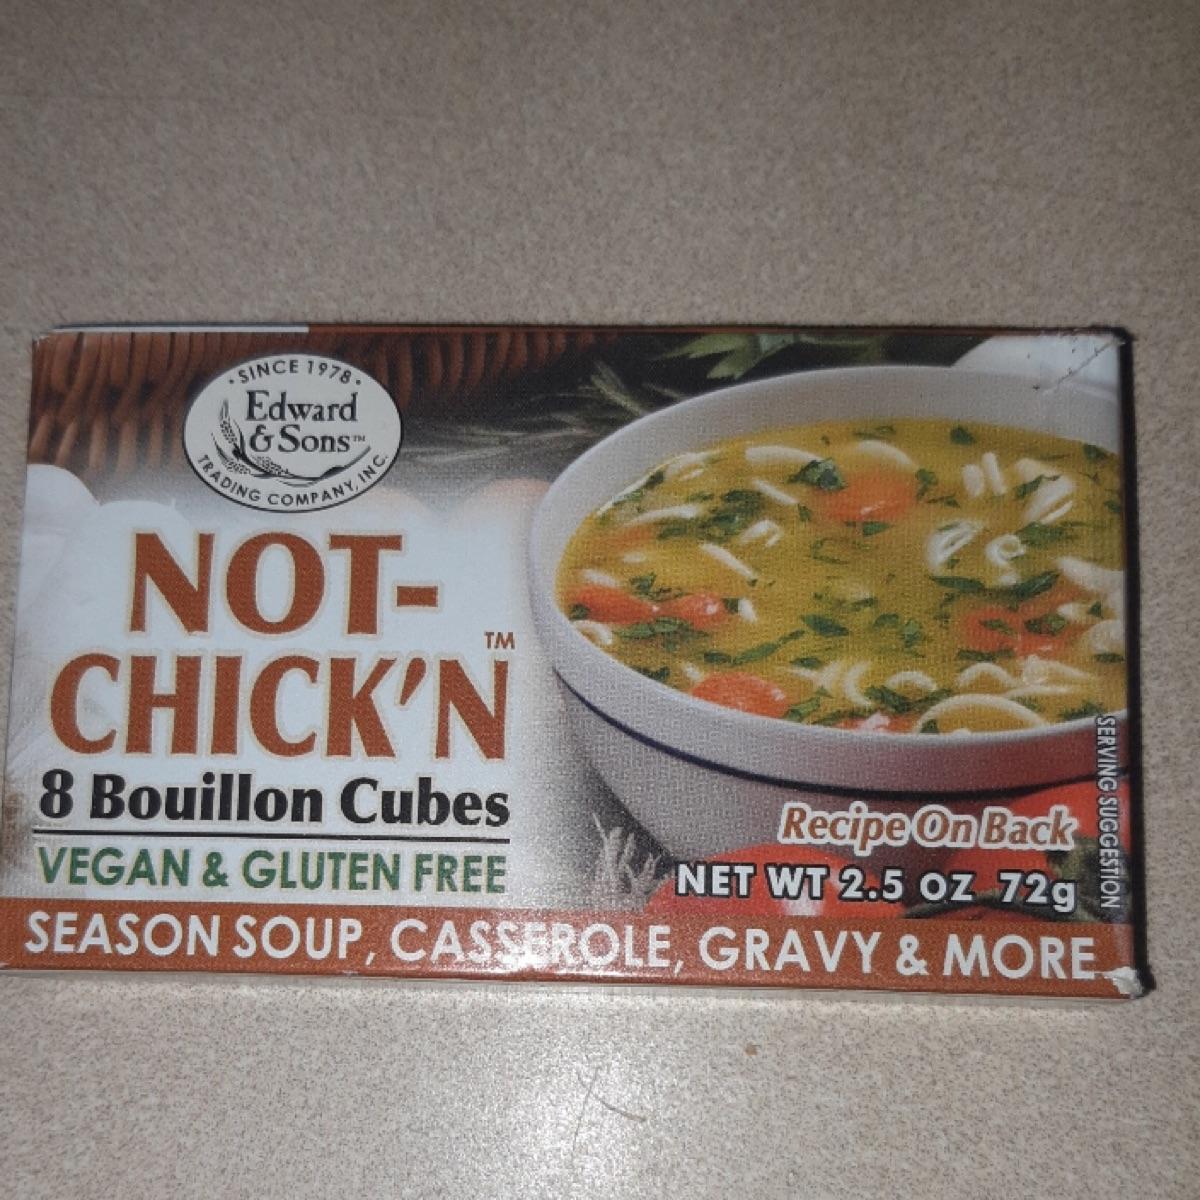 · SINCE 1978 ·
Edward
& Sons™
TRADING COMPANY, INC.
NOT-
CHICK'N™
8 Bouillon Cubes
VEGAN & GLUTEN FREE
Recipe On Back
NET WT 2.5 OZ 72g
SERVING SUGGESTION
SEASON SOUP, CASSEROLE, GRAVY & MORE